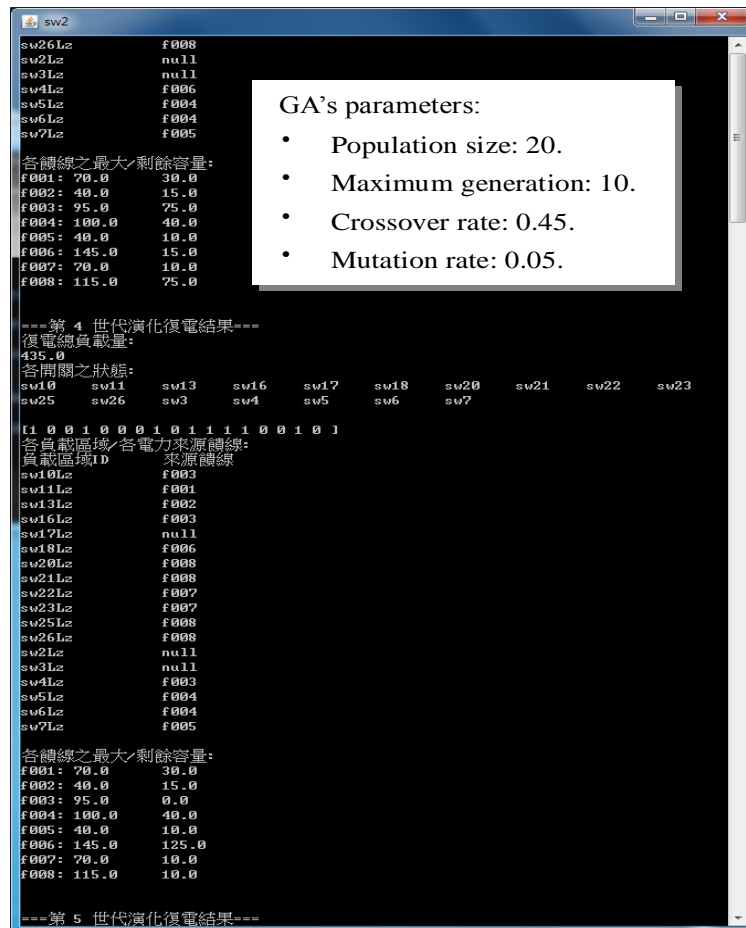 sw2
sw26Lz f008
sw2Lz null
sw3Lz null
sw4Lz f006
sw5Lz f004
sw6Lz f004
sw7Lz f005
各饋線之最大/剩餘容量:
f001: 70.0 30.0
f002: 40.0 15.0
f003: 95.0 75.0
f004: 100.0 40.0
f005: 40.0 10.0
f006: 145.0 15.0
f007: 70.0 10.0
f008: 115.0 75.0
GA's parameters:
• Population size: 20.
• Maximum generation: 10.
• Crossover rate: 0.45.
• Mutation rate: 0.05.
===第 4 世代演化復電結果===
復電總負載量:
435.0
各開關之狀態:
sw10 sw11 sw13 sw16 sw17 sw18 sw20 sw21 sw22 sw23
sw25 sw26 sw3 sw4 sw5 sw6 sw7
[1 0 0 1 0 0 0 1 0 1 1 1 1 0 0 1 0 ]
各負載區域/各電力來源饋線:
負載區域ID 來源饋線
sw10Lz f003
sw11Lz f001
sw13Lz f002
sw16Lz f003
sw17Lz null
sw18Lz f006
sw20Lz f008
sw21Lz f008
sw22Lz f007
sw23Lz f007
sw25Lz f008
sw26Lz f008
sw2Lz null
sw3Lz null
sw4Lz f003
sw5Lz f004
sw6Lz f004
sw7Lz f005
各饋線之最大/剩餘容量:
f001: 70.0 30.0
f002: 40.0 15.0
f003: 95.0 0.0
f004: 100.0 40.0
f005: 40.0 10.0
f006: 145.0 125.0
f007: 70.0 10.0
f008: 115.0 10.0
===第 5 世代演化復電結果===